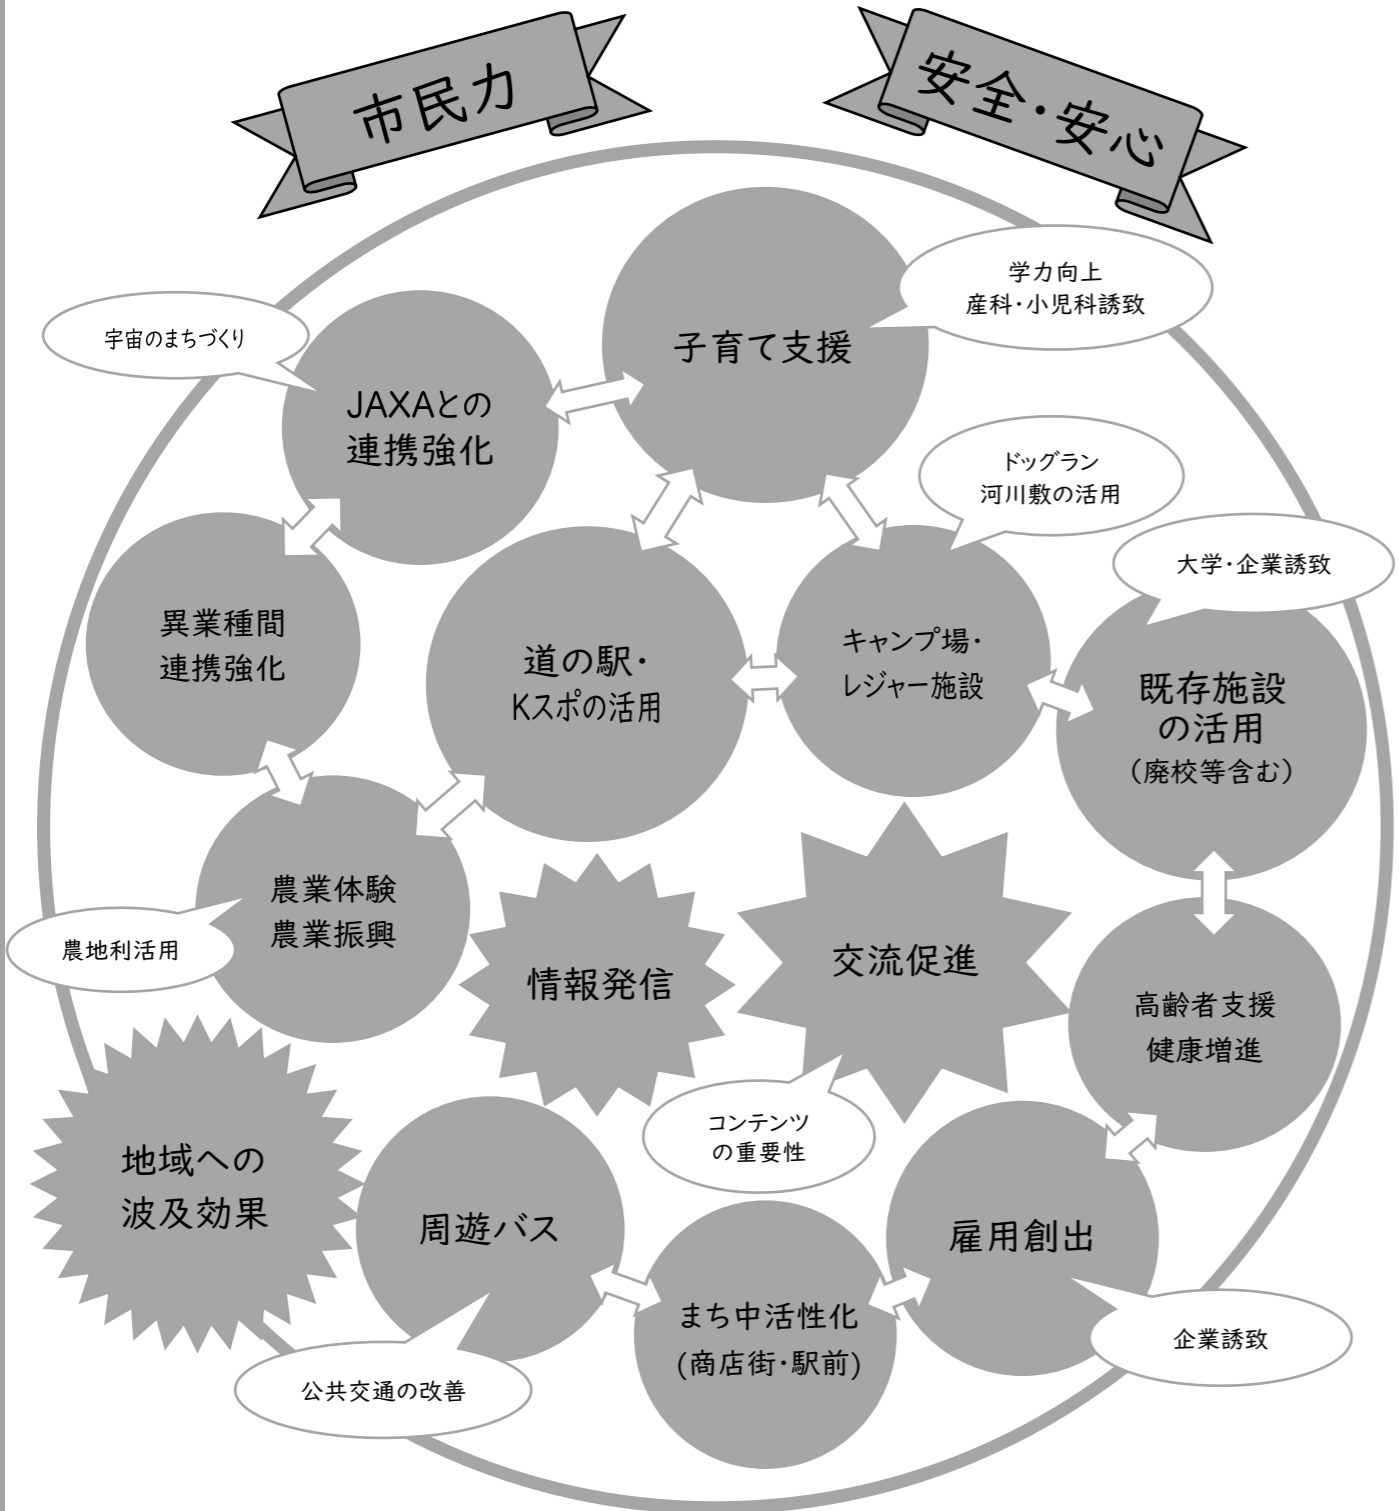 市民力
安全・安心
学力向上
産科・小児科誘致
宇宙のまちづくり
子育て支援
JAXAとの
連携強化
ドッグラン
河川敷の活用
大学・企業誘致
異業種間
連携強化
道の駅・
Kスポの活用
キャンプ場・
レジャー施設
既存施設
の活用
（廃校等含む）
農業体験
農業振興
農地利活用
情報発信
交流促進
高齢者支援
健康増進
コンテンツ
の重要性
地域への
波及効果
周遊バス
雇用創出
まち中活性化
(商店街・駅前)
企業誘致
公共交通の改善